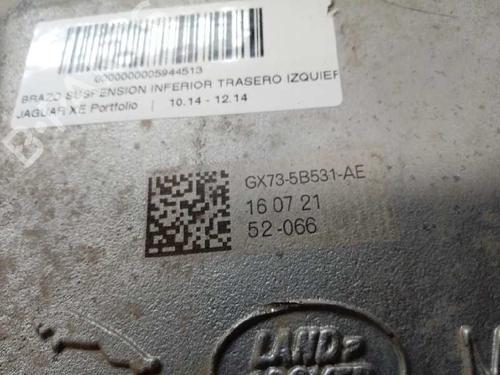 0000000005944513
BRAZO SUSPENSION INFERIOR TRASERO IZQUIER
JAGUAR XE Portfolio | 10.14 - 12.14
GX73-5B531-AE
16 07 21
52-066
LAND